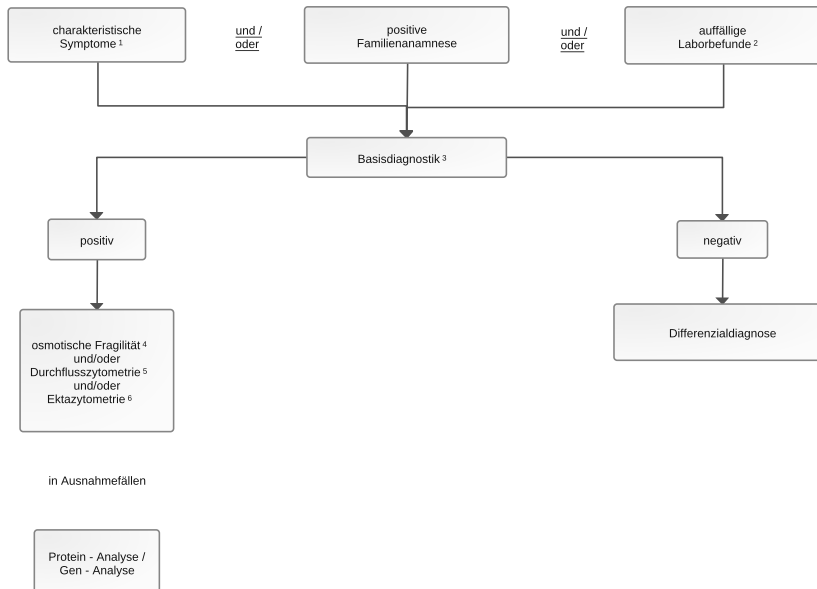 charakteristische
Symptome 1
und /
oder
positive
Familienanamnese
und /
oder
auffällige
Laborbefunde 2
Basisdiagnostik 3
positiv
negativ
osmotische Fragilität 4
und/oder
Durchflusszytometrie 5
und/oder
Ektazytometrie 6
Differenzialdiagnose
in Ausnahmefällen
Protein - Analyse /
Gen - Analyse